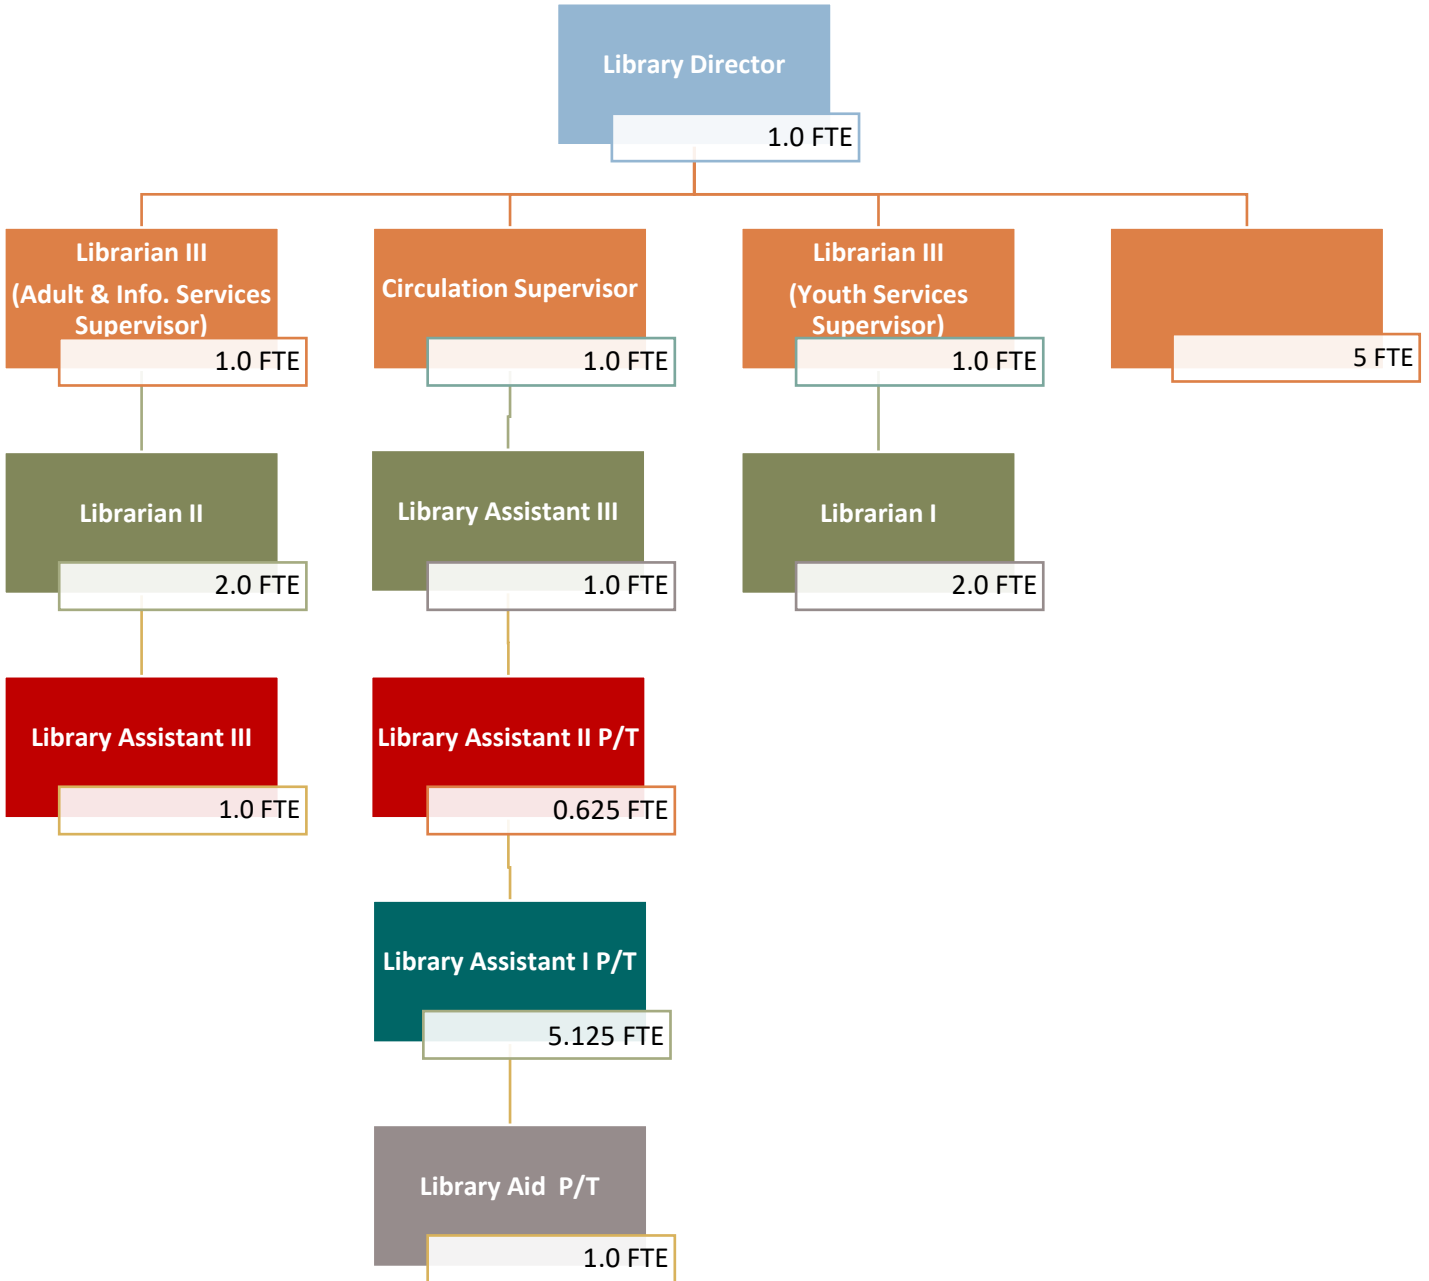 Library Director
1.0 FTE
Librarian III
(Adult & Info. Services
Supervisor)
1.0 FTE
Circulation Supervisor
1.0 FTE
Librarian III
(Youth Services
Supervisor)
1.0 FTE
5 FTE
Librarian II
2.0 FTE
Library Assistant III
1.0 FTE
Librarian I
2.0 FTE
Library Assistant III
1.0 FTE
Library Assistant II P/T
0.625 FTE
Library Assistant I P/T
5.125 FTE
Library Aid P/T
1.0 FTE